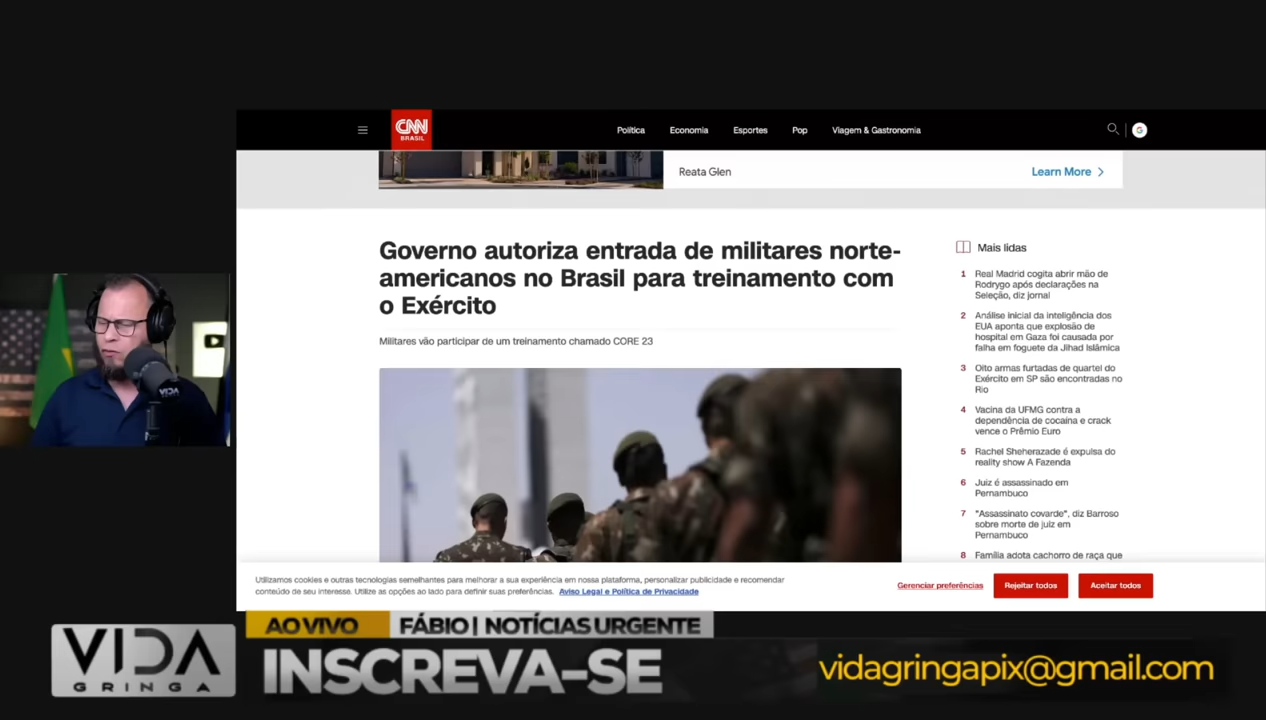 CNN
BRASIL
Política
Economia
Esportes
Pop
Viagem & Gastronomia
G
Reata Glen
Learn More
Governo autoriza entrada de militares norte-
americanos no Brasil para treinamento com
o Exército
Militares vão participar de um treinamento chamado CORE 23
Mais lidas
1 Real Madrid cogita abrir mão de
Rodrygo após declarações na
Seleção, diz jornal
2 Análise inicial da inteligência dos
EUA aponta que explosão de
hospital em Gaza foi causada por
falha em foguete da Jihad Islâmica
3 Oito armas furtadas de quartel do
Exército em SP são encontradas no
Rio
4 Vacina da UFMG contra a
dependência de cocaína e crack
vence o Prêmio Euro
5 Rachel Sheherazade é expulsa do
reality show A Fazenda
6 Juiz é assassinado em
Pernambuco
7 "Assassinato covarde", diz Barroso
sobre morte de juiz em
Pernambuco
8 Família adota cachorro de raça que
Utilizamos cookies e outras tecnologias semelhantes para melhorar a sua experiência em nossa plataforma, personalizar publicidade e recomendar
conteúdo de seu interesse. Utilize as opções ao lado para definir suas preferências. Aviso Legal e Política de Privacidade
Gerenciar preferências
Rejeitar todos
Aceitar todos
VIDA
AO VIVO
FÁBIO | NOTÍCIAS URGENTE
VIDA
GRINGA
INSCREVA-SE
vidagringapix@gmail.com